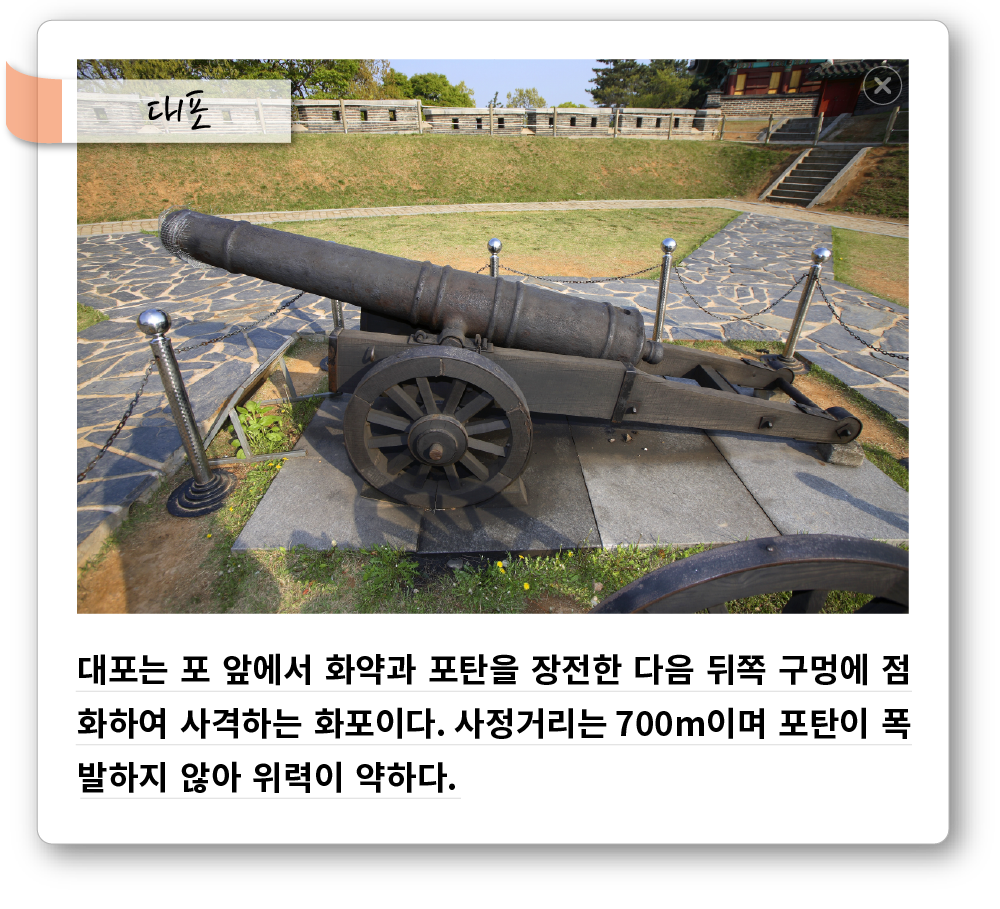 대포
대포는 포 앞에서 화약과 포탄을 장전한 다음 뒤쪽 구멍에 점
화하여 사격하는 화포이다. 사정거리는 700m이며 포탄이 폭
발하지 않아 위력이 약하다.